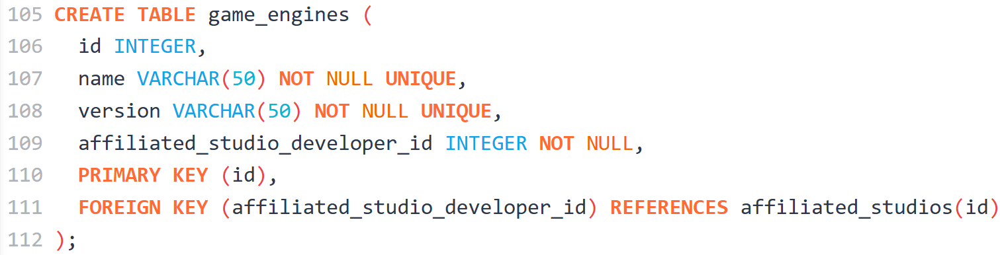 105 CREATE TABLE game_engines (
106 id INTEGER,
107 name VARCHAR(50) NOT NULL UNIQUE,
108 version VARCHAR(50) NOT NULL UNIQUE,
109 affiliated_studio_developer_id INTEGER NOT NULL,
110 PRIMARY KEY (id),
111 FOREIGN KEY (affiliated_studio_developer_id) REFERENCES affiliated_studios(id)
112 );